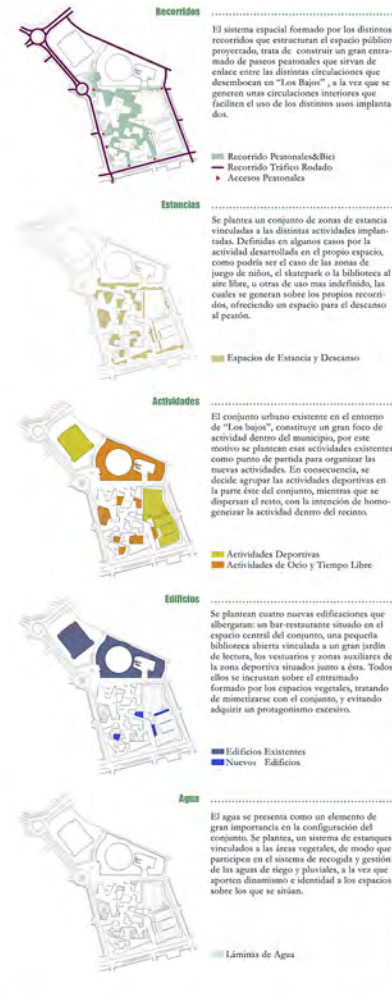 Recorridos
El sistema espacial formado por los distintos
recorridos que estructuran el espacio público
proyectado, trata de construir un gran entra-
mado de paseos peatonales que sirvan de
enlace entre las distintas circulaciones que
desembocan en "Los Bajos" , a la vez que se
generen unas circulaciones interiores que
faciliten el uso de los distintos usos implanta
dos.
Recorrido Peatonales&Bici
Recorrido Tráfico Rodado
Accesos Peatonales
Estancias
Se plantea un conjunto de zonas de estancia
vinculadas a las distintas actividades implan-
tadas. Definidas en algunos casos por la
actividad desarrollada en el propio espacio,
como podría ser el caso de las zonas de
juego de niños, el skatepark o la biblioteca al
aire libre, u otras de uso mas indefinido, las
cuales se generan sobre los propios recorri-
dos, ofreciendo un espacio para el descanso
al peatón.
Espacios de Estancia y Descanso
Actividades
El conjunto urbano existente en el entorno
de "Los bajos", constituye un gran foco de
actividad dentro del municipio, por este
motivo se plantean esas actividades existentes
como punto de partida para organizar las
nuevas actividades. En consecuencia, se
decide agrupar las actividades deportivas en
la parte éste del conjunto, mientras que se
dispersan el resto, con la intención de homo-
geneizar la actividad dentro del recinto.
Actividades Deportivas
Actividades de Ocio y Tiempo Libre
Edificios
Se plantean cuatro nuevas edificaciones que
albergaran: un bar-restaurante situado en el
espacio central del conjunto, una pequeña
biblioteca abierta vinculada a un gran jardín
de lectura, los vestuarios y zonas auxiliares de
la zona deportiva situados junto a ésta. Todos
ellos se incrustan sobre el entramado
formado por los espacios vegetales, tratando
de mimetizarse con el conjunto, y evitando
adquirir un protagonismo excesivo.
Edificios Existentes
Nuevos Edificios
Agua
El agua se presenta como un elemento de
gran importancia en la configuración del
conjunto. Se plantea, un sistema de estanques
vinculados a las áreas vegetales, de modo que
participen en el sistema de recogida y gestión
de las aguas de riego y pluviales, a la vez que
aporten dinamismo e identidad a los espacios
sobre los que se sitúan.
Láminas de Agua